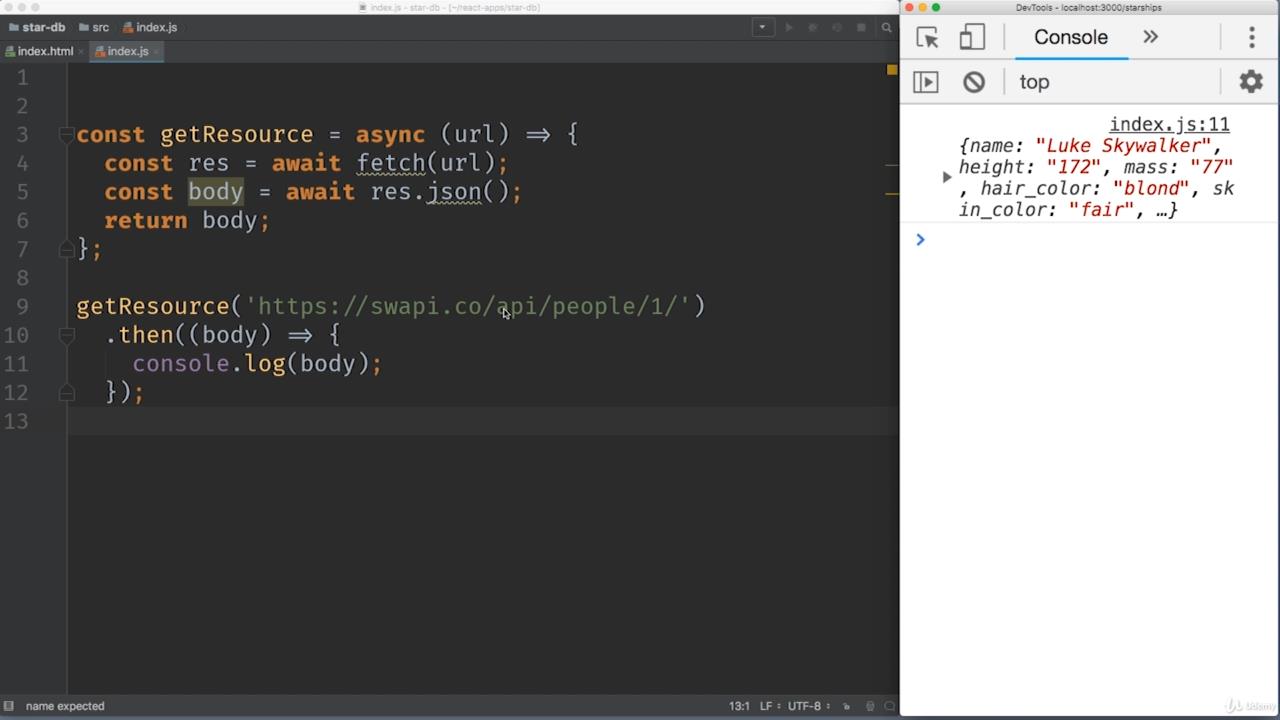 index.js - star-db - [~/react-apps/star-db]
star-db src index.js
index.html index.js
1
2
3 const getResource = async (url) ⇒ {
4 const res = await fetch(url);
5 const body = await res.json();
6 return body;
7 };
8
9 getResource('https://swapi.co/api/people/1/')
10 .then((body) ⇒ {
11 console.log(body);
12 });
13
name expected 13:1 LF UTF-8
DevTools - localhost:3000/starships
Console
top
index.js:11
{name: "Luke Skywalker",
height: "172", mass: "77"
, hair_color: "blond", sk
in_color: "fair", …}
Udemy